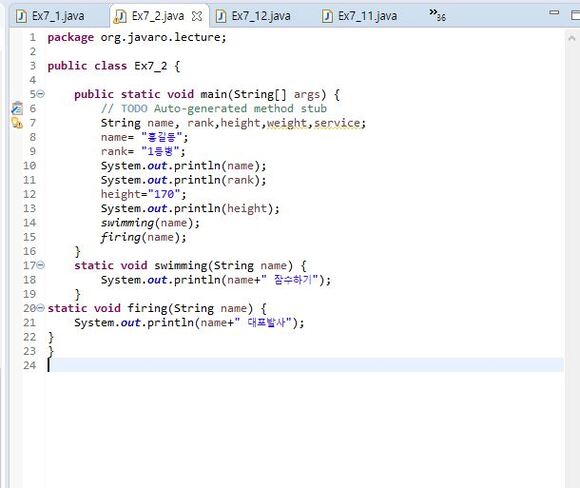 Ex7_1.java Ex7_2.java Ex7_12.java Ex7_11.java »36
1 package org.javaro.lecture;
2
3 public class Ex7_2 {
4
5 public static void main(String[] args) {
6 // TODO Auto-generated method stub
7 String name, rank,height,weight,service;
8 name= "홍길동";
9 rank= "1등병";
10 System.out.println(name);
11 System.out.println(rank);
12 height="170";
13 System.out.println(height);
14 swimming(name);
15 firing(name);
16 }
17 static void swimming(String name) {
18 System.out.println(name+" 잠수하기");
19 }
20 static void firing(String name) {
21 System.out.println(name+" 대포발사");
22 }
23 }
24